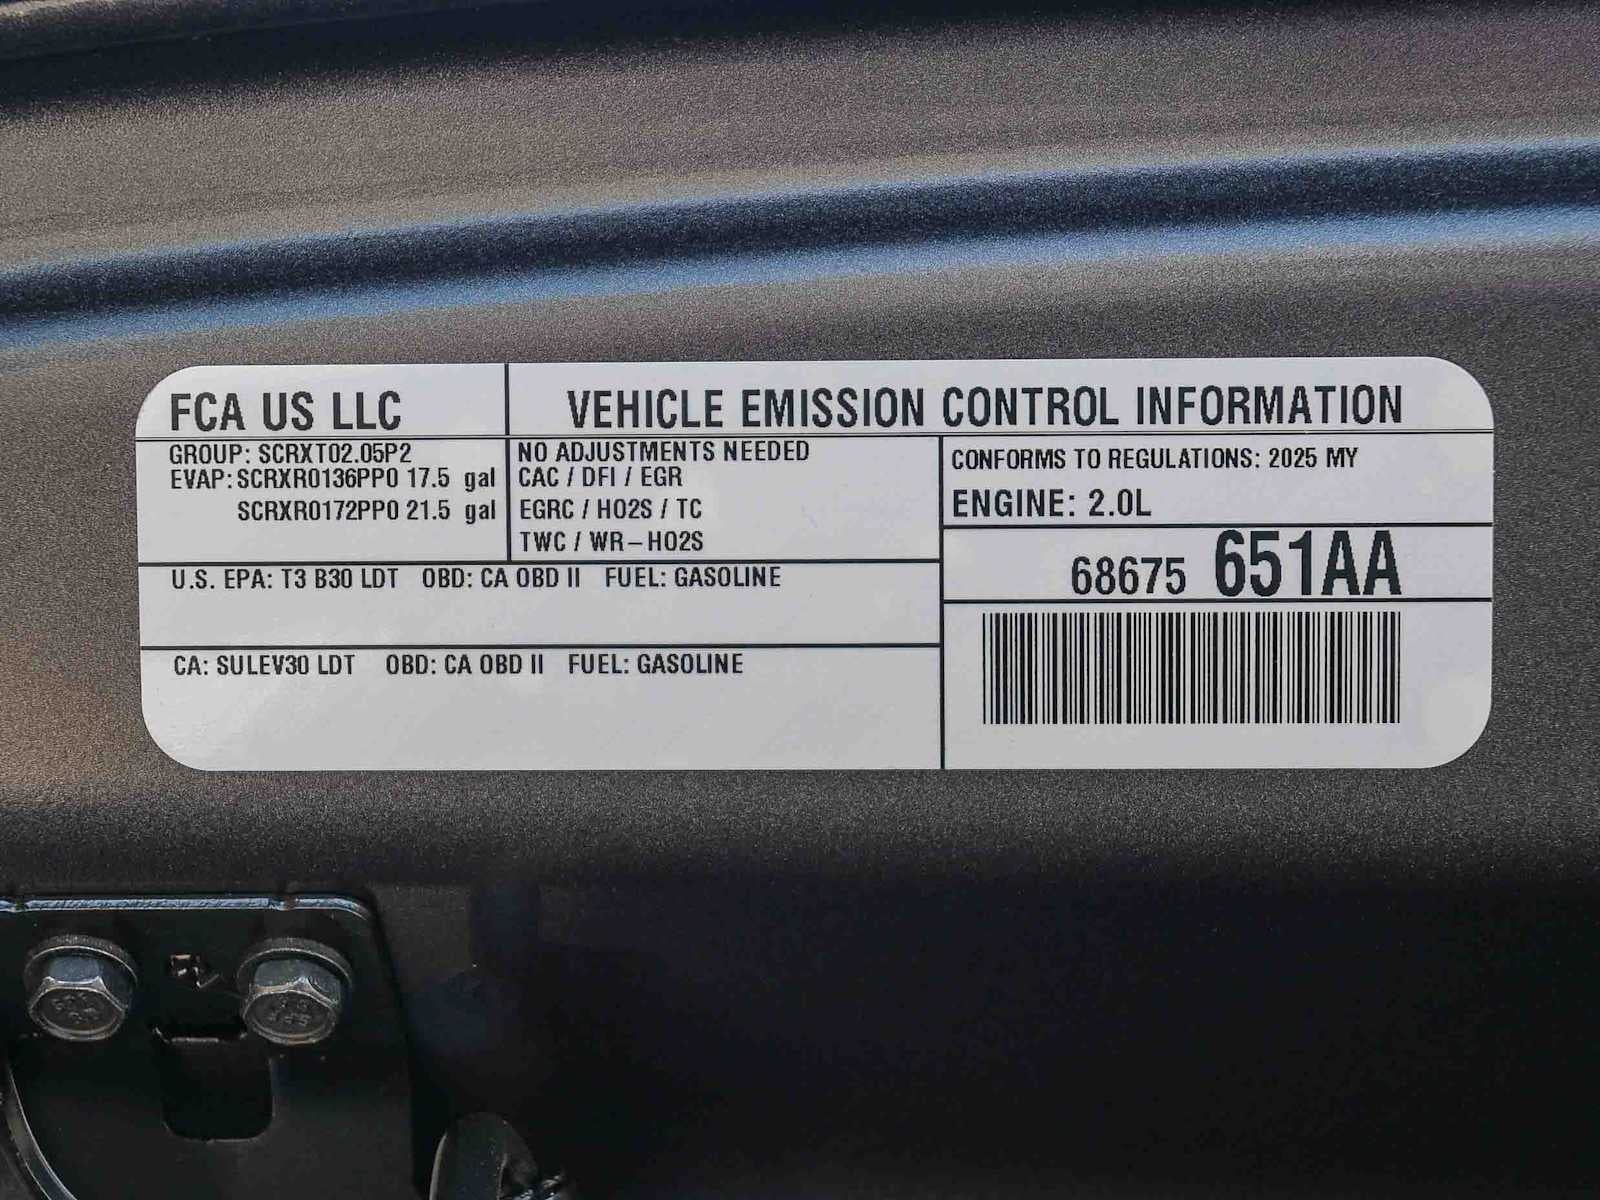 FCA US LLC
VEHICLE EMISSION CONTROL INFORMATION
GROUP: SCRXT02.05P2
EVAP: SCRXR0136PP0 17.5 gal
SCRXR0172PP0 21.5 gal
NO ADJUSTMENTS NEEDED
CAC / DFI / EGR
EGRC / HO2S / TC
TWC / WR-HO2S
CONFORMS TO REGULATIONS: 2025 MY
ENGINE: 2.0L
68675 651AA
U.S. EPA: T3 B30 LDT OBD: CA OBD II FUEL: GASOLINE
CA: SULEV30 LDT OBD: CA OBD II FUEL: GASOLINE